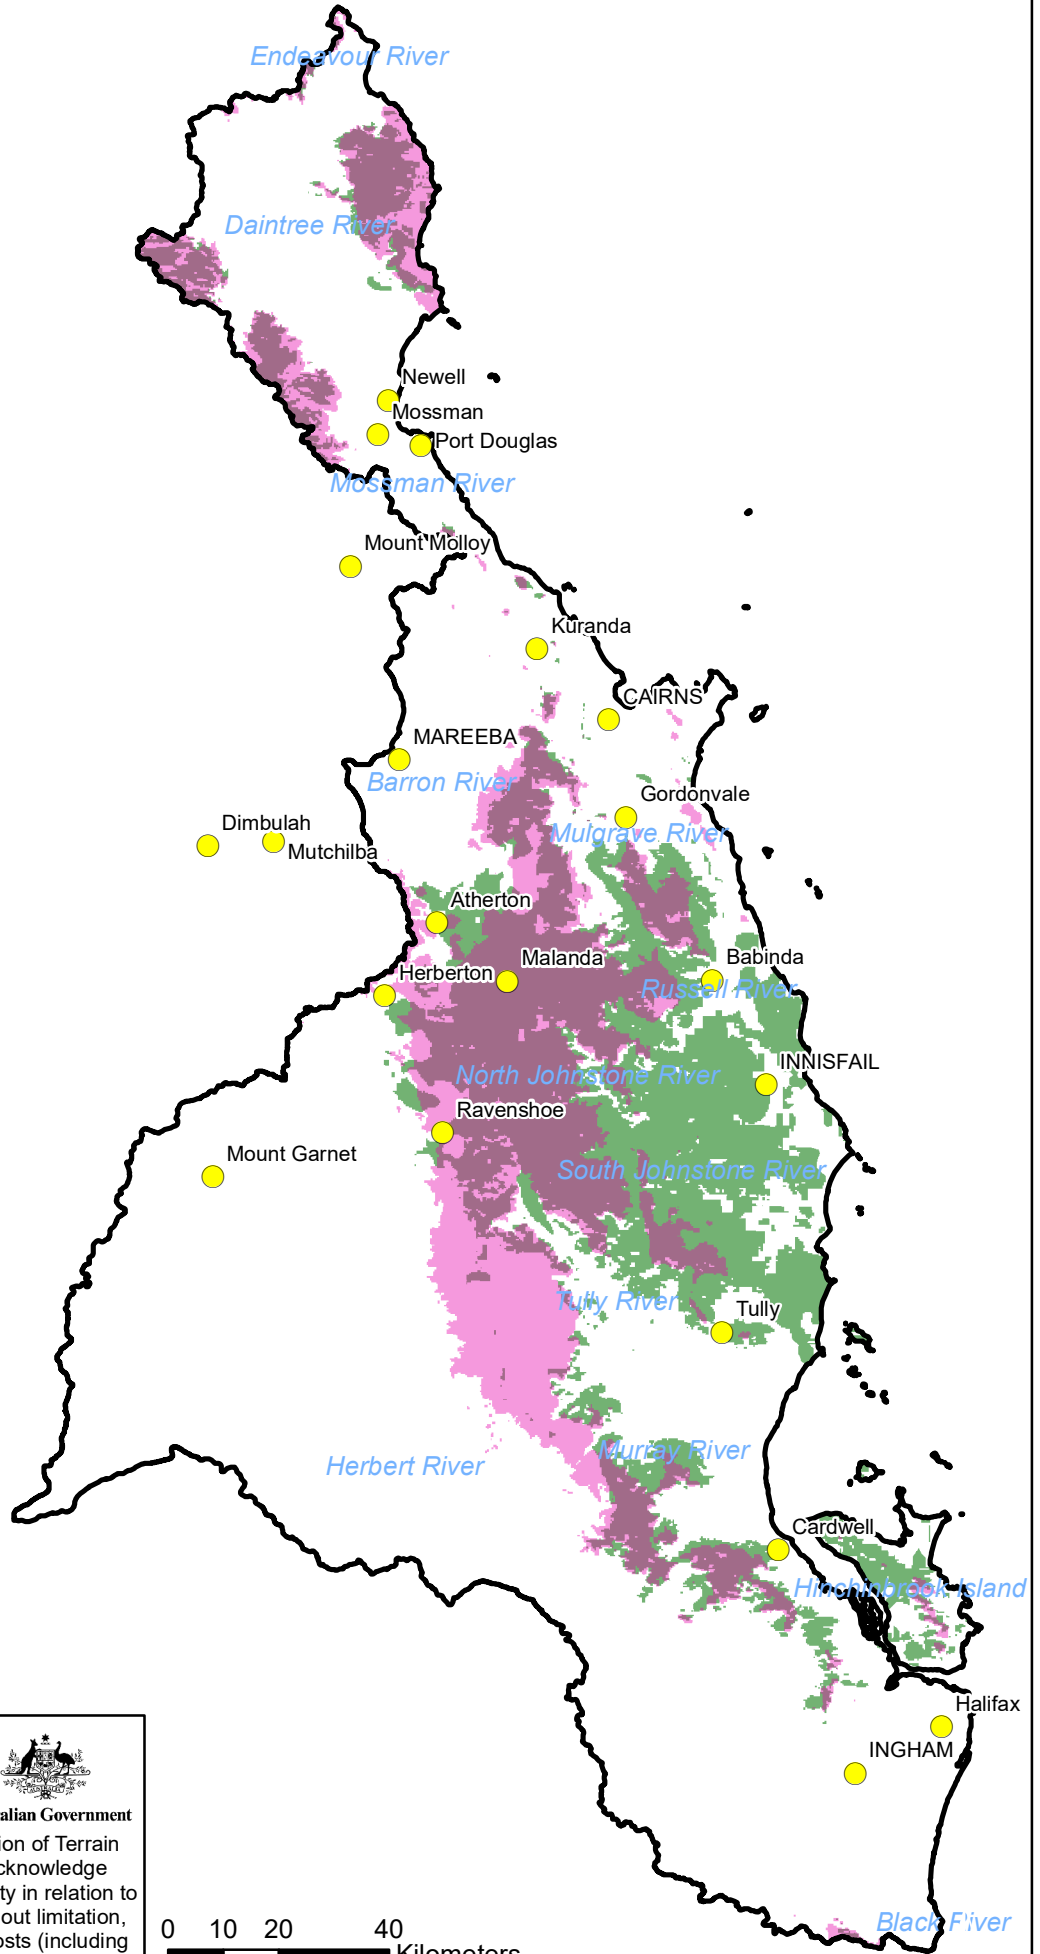 Endeavour River
Daintree River
Newell
Mossman
Port Douglas
Mossman River
Mount Molloy
Kuranda
CAIRNS
MAREEBA
Barron River
Gordonvale
Dimbulah
Mulgrave River
Mutchilba
Atherton
Malanda
Babinda
Herberton
Russell River
INNISFAIL
North Johnstone River
Ravenshoe
Mount Garnet
South Johnstone River
Tully River
Tully
Murray River
Herbert River
Cardwell
Hinchinbrook Island
Halifax
INGHAM
alian Government
ion of Terrain
cknowledge
ty in relation to
out limitation,
osts (including
Black River
0 10 20 40
Kilometers